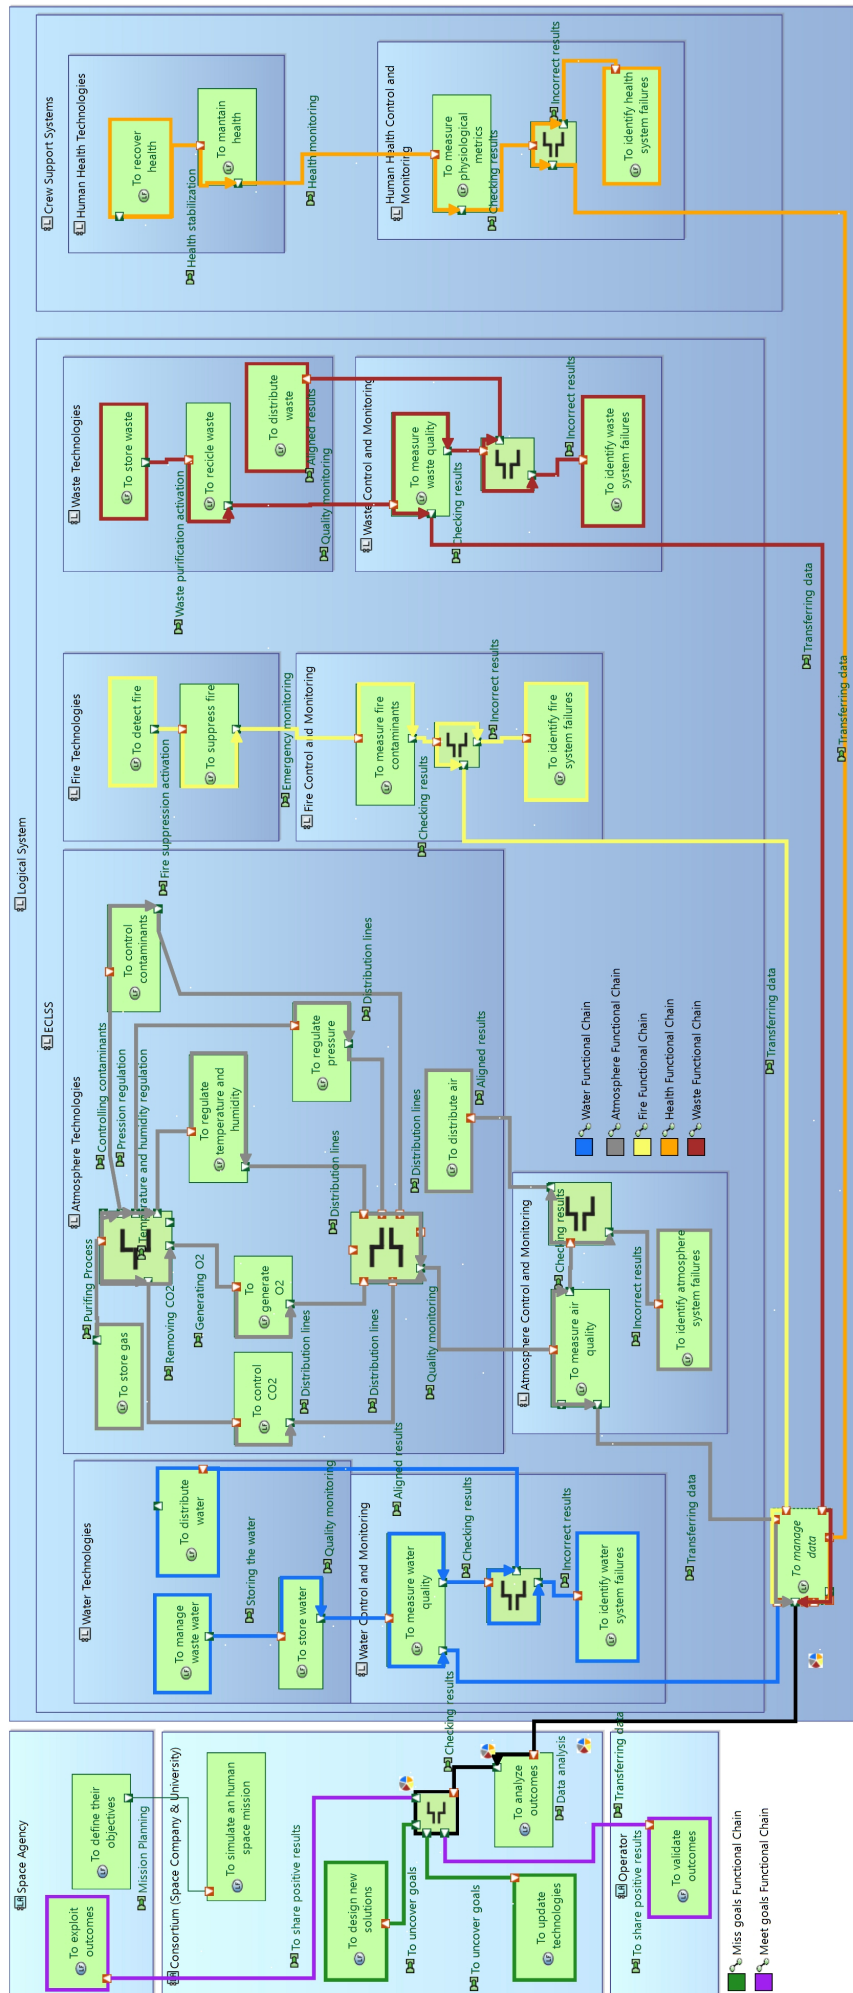 Space Agency
To exploit
outcomes
To define their
objectives
Mission Planning
Consortium (Space Company & University)
To simulate an human
space mission
To share positive results
To design new
solutions
To uncover goals
To uncover goals
To update
technologies
Checking results
To analyze
outcomes
Data analysis
Transferring data
Operator
To share positive results
To validate
outcomes
Miss goals Functional Chain
Meet goals Functional Chain
Logical System
ECLSS
Water Technologies
To manage
waste water
To distribute
water
Storing the water
To store water
Quality monitoring
Aligned results
Water Control and Monitoring
To measure water
quality
Checking results
Incorrect results
To identify water
system failures
Transferring data
To manage
data
Atmosphere Technologies
Purifing Process
To store gas
Removing CO2
Generating O2
Controlling contaminants
Pression regulation
Temperature and humidity regulation
To control
CO2
To
generate
O2
To regulate
temperature and
humidity
To regulate
pressure
To control
contaminants
Distribution lines
Distribution lines
Distribution lines
Distribution lines
Distribution lines
Quality monitoring
To distribute air
Aligned results
Atmosphere Control and Monitoring
To measure air
quality
Checking results
Incorrect results
To identify atmosphere
system failures
Water Functional Chain
Atmosphere Functional Chain
Fire Functional Chain
Health Functional Chain
Waste Functional Chain
Fire Technologies
To detect fire
Fire suppression activation
To suppress fire
Emergency monitoring
Fire Control and Monitoring
To measure fire
contaminants
Checking results
Incorrect results
To identify fire
system failures
Transferring data
Waste Technologies
To store waste
Waste purification activation
To recicle waste
To distribute
waste
Aligned results
Quality monitoring
Waste Control and Monitoring
To measure
waste quality
Checking results
Incorrect results
To identify waste
system failures
Transferring data
Crew Support Systems
Human Health Technologies
To recover
health
Health stabilization
To mantain
health
Health monitoring
Human Health Control and
Monitoring
To measure
physiological
metrics
Checking results
Incorrect results
To identify health
system failures
Transferring data